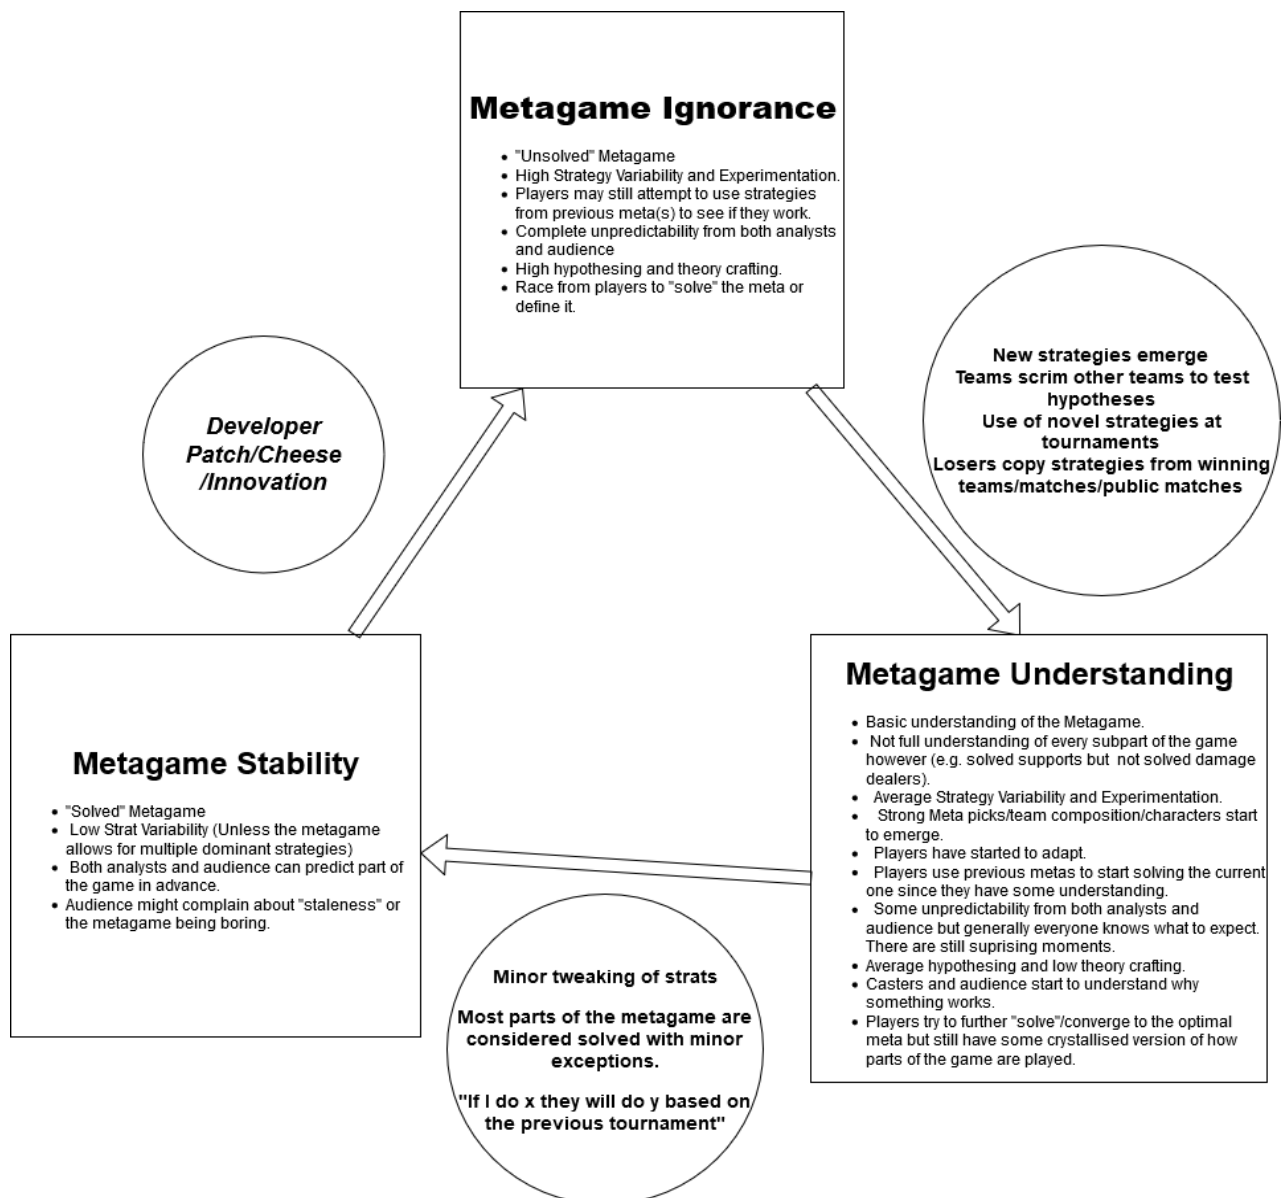 Metagame Ignorance
"Unsolved" Metagame
High Strategy Variability and Experimentation.
Players may still attempt to use strategies
from previous meta(s) to see if they work.
Complete unpredictability from both analysts
and audience
High hypothesing and theory crafting.
Race from players to "solve" the meta or
define it.
New strategies emerge
Teams scrim other teams to test
hypotheses
Use of novel strategies at
tournaments
Losers copy strategies from winning
teams/matches/public matches
Developer
Patch/Cheese
/Innovation
Metagame Understanding
Basic understanding of the Metagame.
Not full understanding of every subpart of the game
however (e.g. solved supports but not solved damage
dealers).
Average Strategy Variability and Experimentation.
Strong Meta picks/team composition/characters start
to emerge.
Players have started to adapt.
Players use previous metas to start solving the current
one since they have some understanding.
Some unpredictability from both analysts and
audience but generally everyone knows what to expect.
There are still suprising moments.
Average hypothesing and low theory crafting.
Casters and audience start to understand why
something works.
Players try to further "solve"/converge to the optimal
meta but still have some crystallised version of how
parts of the game are played.
Metagame Stability
"Solved" Metagame
Low Strat Variability (Unless the metagame
allows for multiple dominant strategies)
Both analysts and audience can predict part of
the game in advance.
Audience might complain about "staleness" or
the metagame being boring.
Minor tweaking of strats
Most parts of the metagame are
considered solved with minor
exceptions.
"If I do x they will do y based on
the previous tournament"